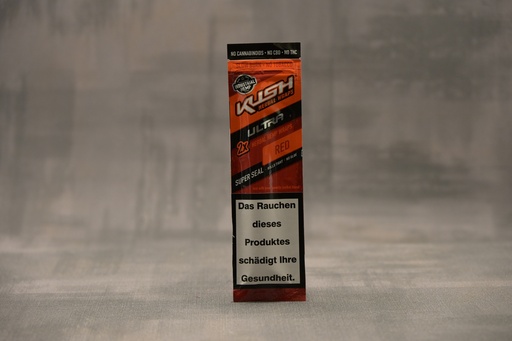 NO CANNABINOIDS • NO CBD • NO THC
KUSH
ULTRA
2x
RED
SUPER SEAL
Das Rauchen
dieses
Produktes
schädigt Ihre
Gesundheit.